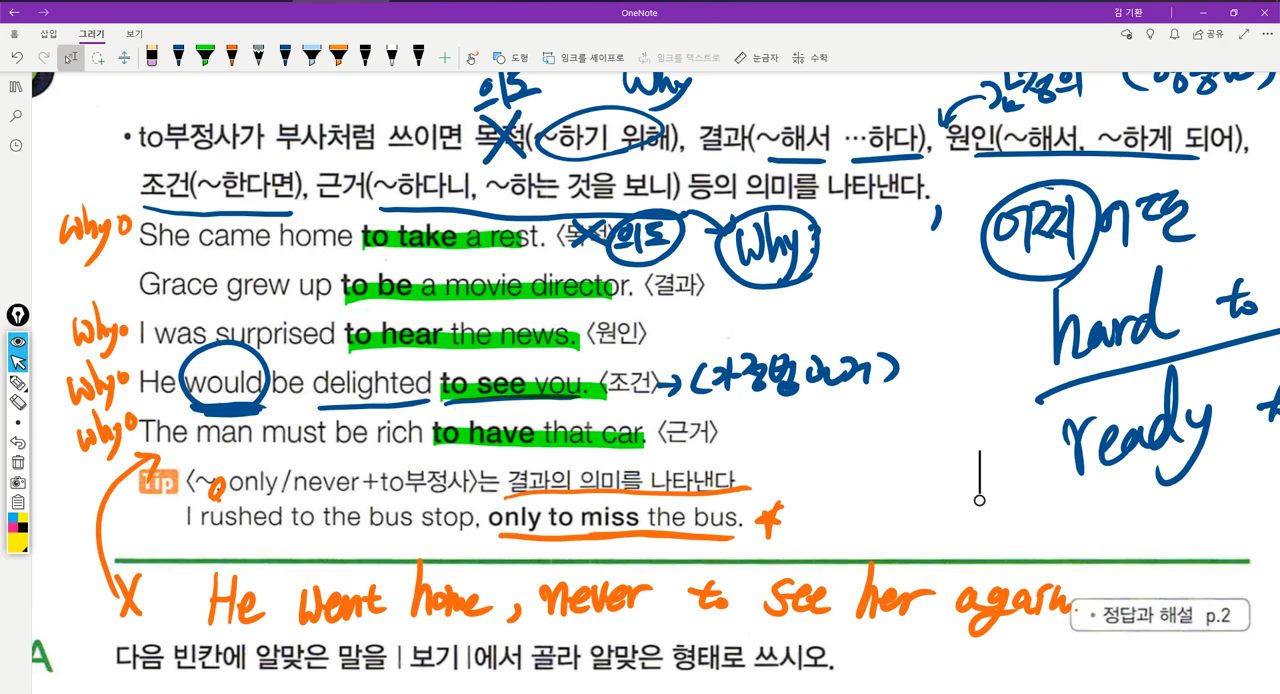 OneNote
김 기환
홈 삽입 그리기 보기
공유
도형 잉크를 셰이프로 잉크를 텍스트로 눈금자 수학
의도 Why
• to부정사가 부사처럼 쓰이면 목적(~하기 위해), 결과(~해서 …하다), 원인(~해서, ~하게 되어),
조건(~한다면), 근거(~하다니, ~하는 것을 보니) 등의 의미를 나타낸다.
Why
She came home to take a rest. 〈목적〉 의도 Why
Grace grew up to be a movie director. 〈결과〉
Why
I was surprised to hear the news. 〈원인〉
hard to
Why
He would be delighted to see you. 〈조건〉 → (가정법
ready
Why
The man must be rich to have that car. 〈근거〉
Tip 〈~, only/never+to부정사〉는 결과의 의미를 나타낸다.
I rushed to the bus stop, only to miss the bus.
X He went home, never to see her again.
• 정답과 해설 p.2
A 다음 빈칸에 알맞은 말을 | 보기 |에서 골라 알맞은 형태로 쓰시오.